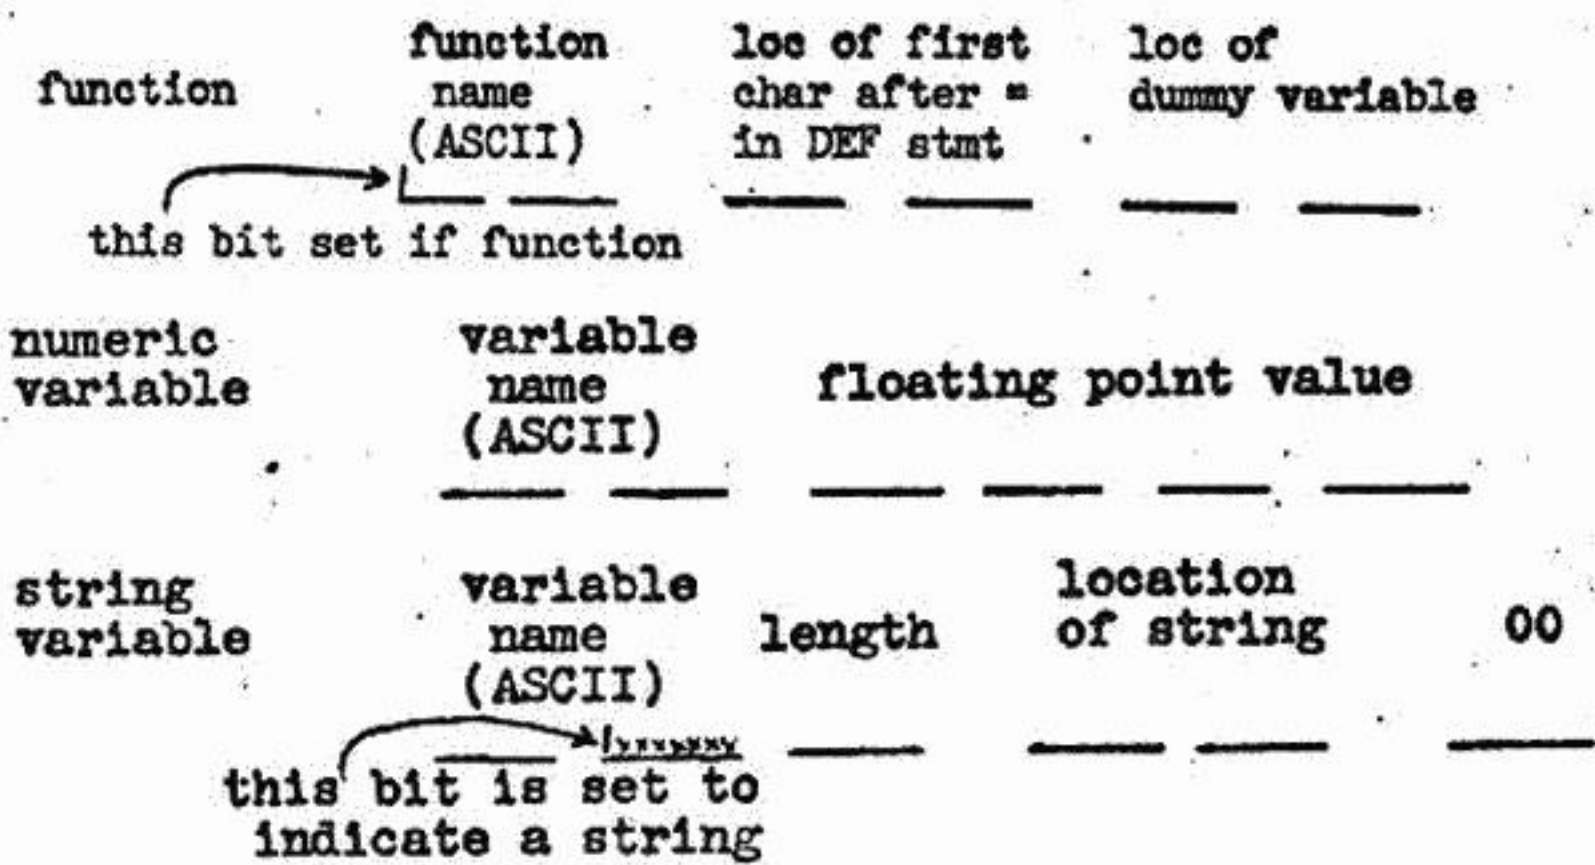 function
function
name
(ASCII)
loc of first
char after =
in DEF stmt
loc of
dummy variable
this bit set if function
numeric
variable
variable
name
(ASCII)
floating point value
string
variable
variable
name
(ASCII)
length
location
of string
00
xxxxxxx
this bit is set to
indicate a string